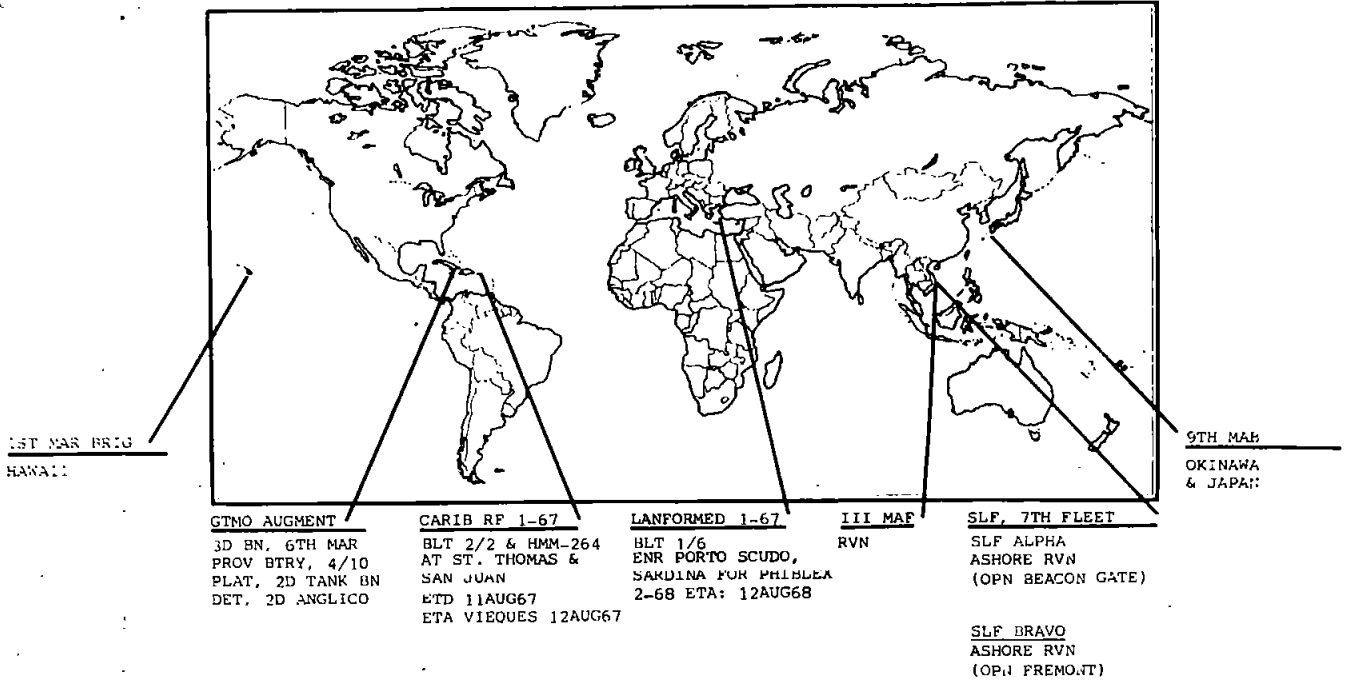 1ST MAR BRIG
HAWAII
9TH MAB
OKINAWA
& JAPAN
GTMO AUGMENT
3D BN, 6TH MAR
PROV BTRY, 4/10
PLAT, 2D TANK BN
DET, 2D ANGLICO
CARIB RF 1-67
BLT 2/2 & HMM-264
AT ST. THOMAS &
SAN JUAN
ETD 11AUG67
ETA VIEQUES 12AUG67
LANFORMED 1-67
BLT 1/6
ENR PORTO SCUDO,
SARDINA FOR PHIBLEX
2-68 ETA: 12AUG68
III MAF
RVN
SLF, 7TH FLEET
SLF ALPHA
ASHORE RVN
(OPN BEACON GATE)
SLF BRAVO
ASHORE RVN
(OPN FREMONT)